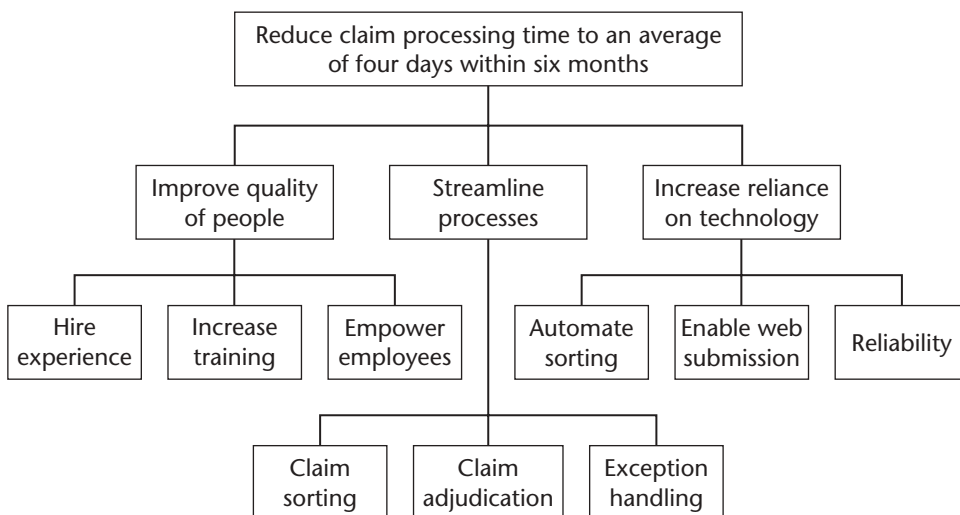 Reduce claim processing time to an average
of four days within six months
Improve quality
of people
Streamline
processes
Increase reliance
on technology
Hire
experience
Increase
training
Empower
employees
Automate
sorting
Enable web
submission
Reliability
Claim
sorting
Claim
adjudication
Exception
handling